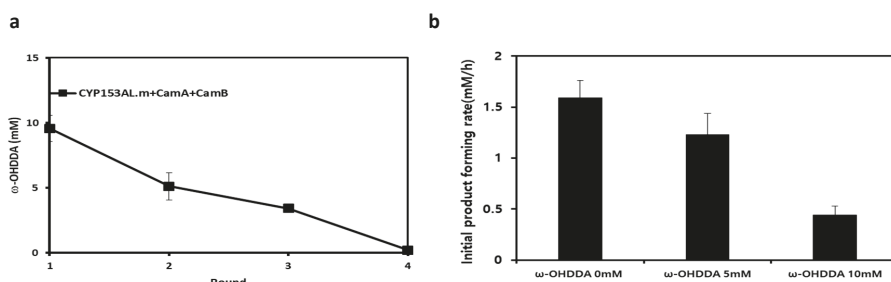 a
15
10
5
0
ω-OHDDA (mM)
CYP153AL.m+CamA+CamB
1 2 3 4
Round
b
2
1.5
1
0.5
0
Initial product forming rate(mM/h)
ω-OHDDA 0mM ω-OHDDA 5mM ω-OHDDA 10mM